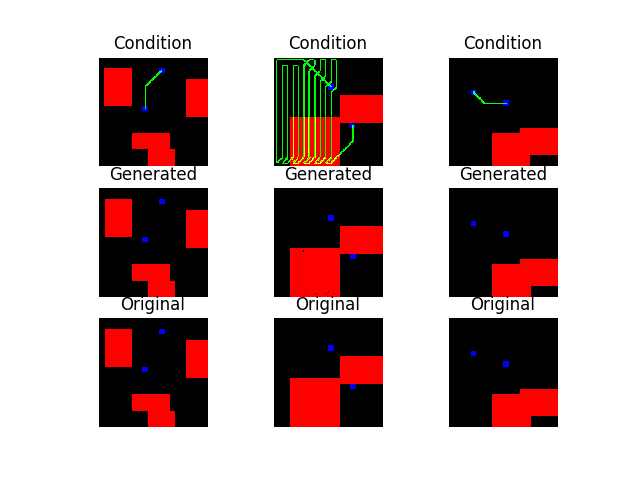 Condition Condition Condition
Generated Generated Generated
Original Original Original